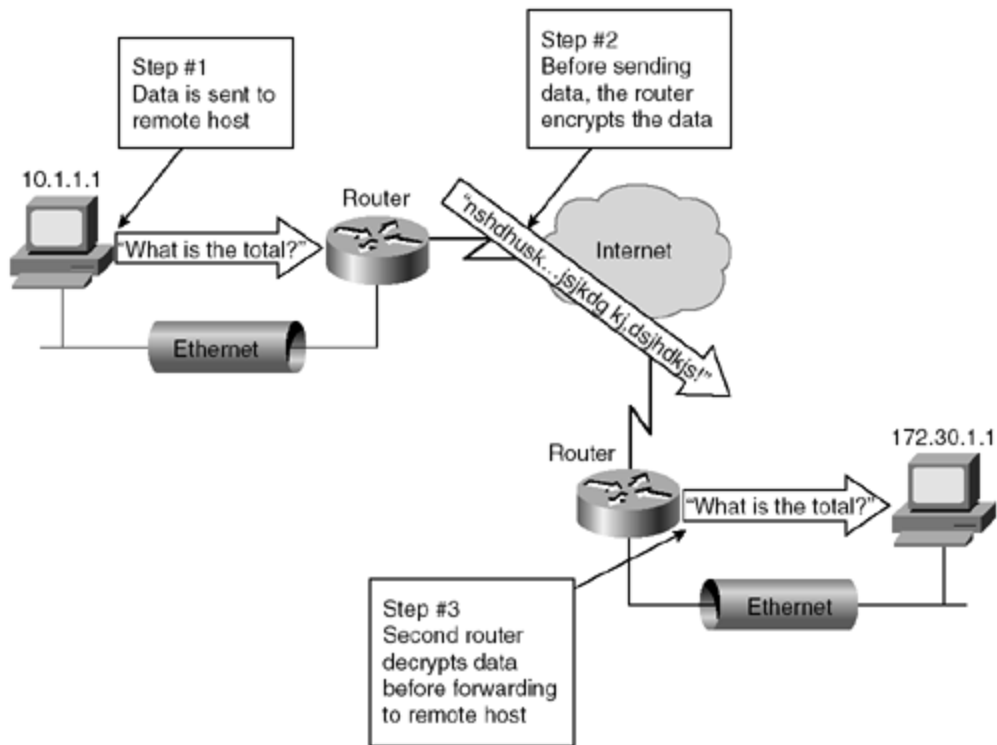 Step #1
Data is sent to
remote host
Step #2
Before sending
data, the router
encrypts the data
10.1.1.1
Router
"What is the total?"
"nshdhusk...jsjkdg kj,dsjhdkjs!"
Internet
Ethernet
Router
172.30.1.1
"What is the total?"
Ethernet
Step #3
Second router
decrypts data
before forwarding
to remote host